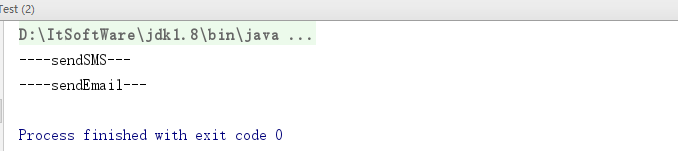 Test (2)
D:\ItSoftWare\jdk1.8\bin\java ...
----sendSMS---
----sendEmail---
Process finished with exit code 0